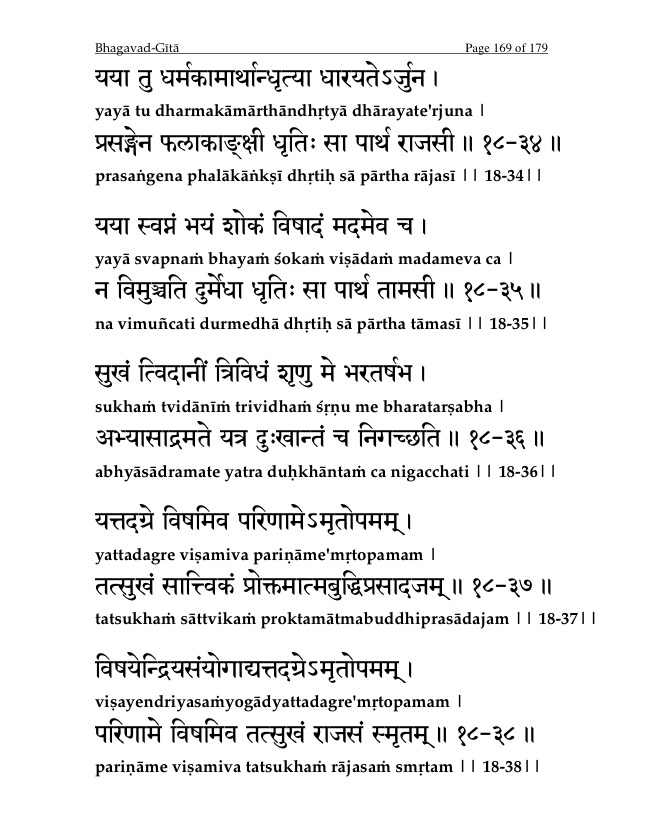 Bhagavad-Gītā Page 169 of 179
यया तु धर्मकामार्थान्धृत्या धारयतेऽर्जुन।
yayā tu dharmakāmārthāndhṛtyā dhārayate'rjuna |
प्रसङ्गेन फलाकाङ्क्षी धृतिः सा पार्थ राजसी॥ १८-३४॥
prasaṅgena phalākāṅkṣī dhṛtiḥ sā pārtha rājasī || 18-34||
यया स्वप्नं भयं शोकं विषादं मदमेव च।
yayā svapnaṁ bhayaṁ śokaṁ viṣādaṁ madameva ca |
न विमुञ्चति दुर्मेधा धृतिः सा पार्थ तामसी॥ १८-३५॥
na vimuñcati durmedhā dhṛtiḥ sā pārtha tāmasī || 18-35||
सुखं त्विदानीं त्रिविधं शृणु मे भरतर्षभ।
sukhaṁ tvidānīṁ trividhaṁ śṛṇu me bharatarṣabha |
अभ्यासाद्रमते यत्र दुःखान्तं च निगच्छति॥ १८-३६॥
abhyāsādramate yatra duḥkhāntaṁ ca nigacchati || 18-36||
यत्तदग्रे विषमिव परिणामेऽमृतोपमम्।
yattadagre viṣamiva pariṇāme'mṛtopamam |
तत्सुखं सात्त्विकं प्रोक्तमात्मबुद्धिप्रसादजम्॥ १८-३७॥
tatsukhaṁ sāttvikaṁ proktamātmabuddhiprasādajam || 18-37||
विषयेन्द्रियसंयोगाद्यत्तदग्रेऽमृतोपमम्।
viṣayendriyasaṁyogādyattadagre'mṛtopamam |
परिणामे विषमिव तत्सुखं राजसं स्मृतम्॥ १८-३८॥
pariṇāme viṣamiva tatsukhaṁ rājasaṁ smṛtam || 18-38||